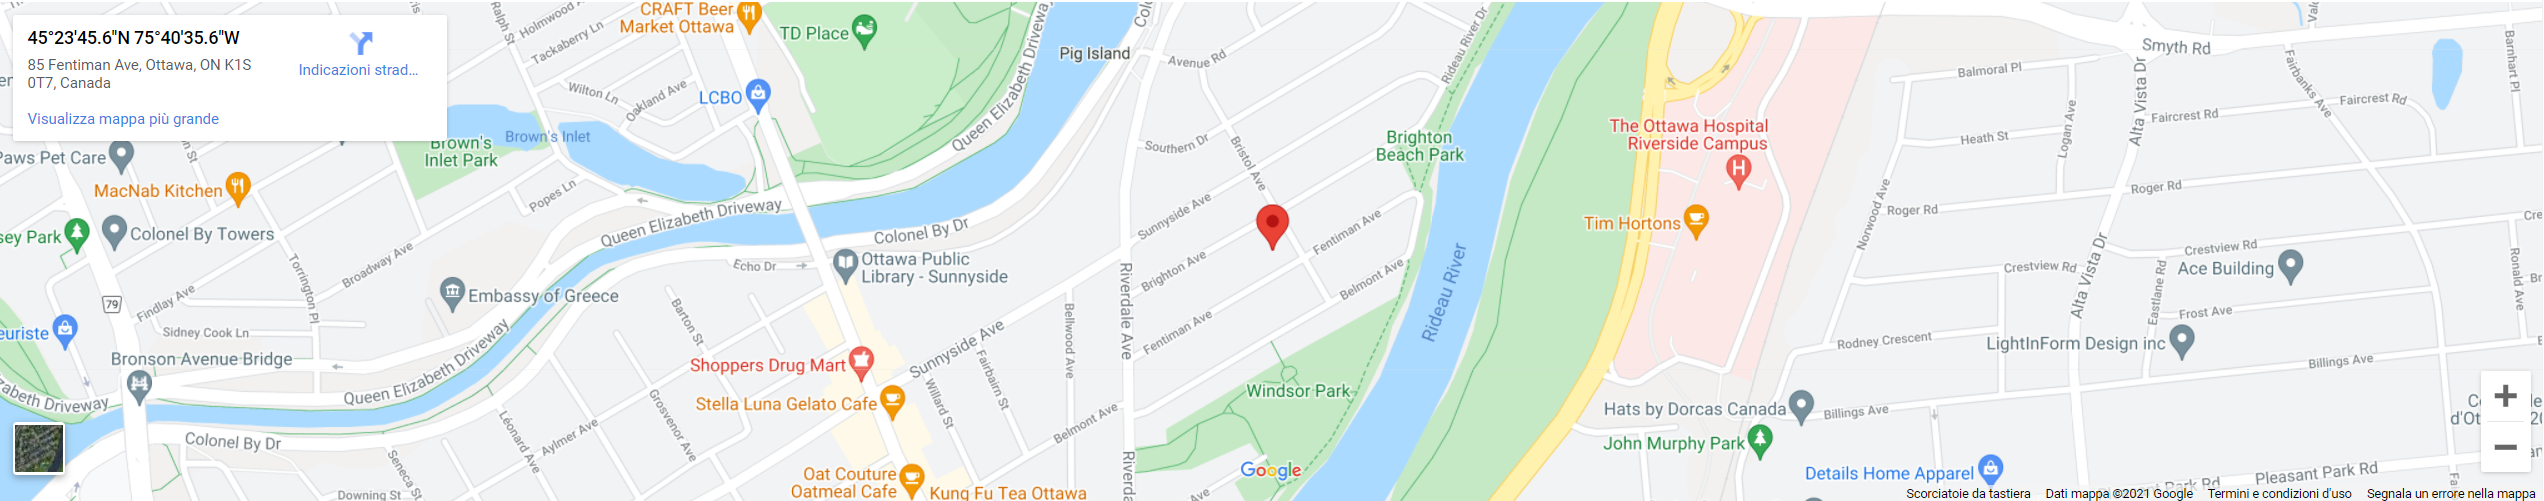 45°23'45.6"N 75°40'35.6"W
85 Fentiman Ave, Ottawa, ON K1S
0T7, Canada
Indicazioni strad...
Visualizza mappa più grande
Holmwood Ave
Ralph St
Tackaberry Ln
CRAFT Beer
Market Ottawa
TD Place
Queen Elizabeth Driveway
Pig Island
Avenue Rd
Rideau River Dr
Smyth Rd
Balmoral Pl
Alta Vista Dr
Fairbanks Ave
Barnhart Pl
Wilton Ln
Oakland Ave
LCBO
Faircrest Rd
Faircrest Rd
Brown's Inlet
Brown's
Inlet Park
Southern Dr
Bristol Ave
Brighton
Beach Park
The Ottawa Hospital
Riverside Campus
Heath St
Logan Ave
Paws Pet Care
MacNab Kitchen
Popes Ln
Queen Elizabeth Driveway
Sunnyside Ave
Fentiman Ave
Tim Hortons
Roger Rd
Roger Rd
Norwood Ave
sey Park
Colonel By Towers
Colonel By Dr
Broadway Ave
Torrington Pl
Echo Dr
Ottawa Public
Library - Sunnyside
Brighton Ave
Belmont Ave
Rideau River
Crestview Rd
Crestview Rd
Ace Building
Alta Vista Dr
Eastlane Rd
Ronald Ave
79
Findlay Ave
Embassy of Greece
Sidney Cook Ln
Barton St
Bellwood Ave
Riverdale Ave
Fentiman Ave
Frost Ave
euriste
Bronson Avenue Bridge
Queen Elizabeth Driveway
Shoppers Drug Mart
Sunnyside Ave
Fairbairn St
Willard St
Rodney Crescent
LightInForm Design inc
Billings Ave
zabeth Driveway
Stella Luna Gelato Cafe
Grosvenor Ave
Windsor Park
Hats by Dorcas Canada
Billings Ave
Colonel By Dr
Léonard Ave
Aylmer Ave
Belmont Ave
John Murphy Park
d'Ot
Seneca St
Downing St
Oat Couture
Oatmeal Cafe
Kung Fu Tea Ottawa
Google
Details Home Apparel
Pleasant Park Rd
Scorciatoie da tastiera
Dati mappa ©2021 Google
Termini e condizioni d'uso
Segnala un errore nella mappa